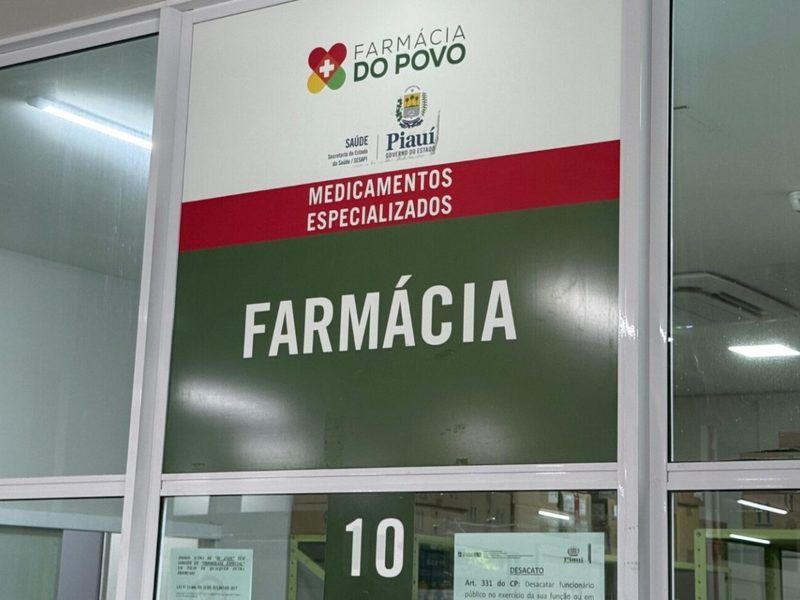 FARMÁCIA
DO POVO
SAÚDE
Secretaria de Estado
da Saúde / SESAPI
Piauí
GOVERNO DO ESTADO
MEDICAMENTOS
ESPECIALIZADOS
FARMÁCIA
10
DESACATO
Art. 331 do CP: Desacatar funcionário
público no exercício da sua função ou em